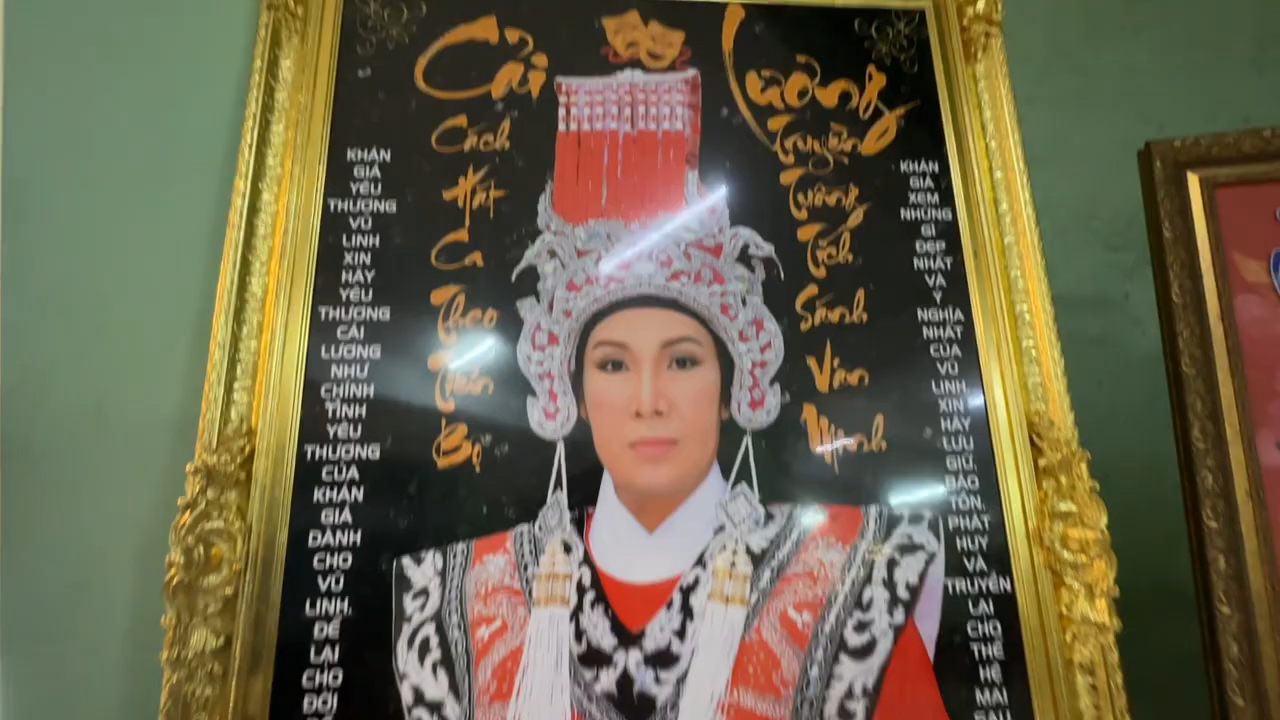 Cải Lương
Cách
Hát
Ca
Theo
Tiến
Bộ
Truyền
Tuồng
Tích
Sánh
Văn
Minh
KHÁN
GIẢ
YÊU
THƯƠNG
VŨ
LINH
XIN
HÃY
YÊU
THƯƠNG
CẢI
LƯƠNG
NHƯ
CHÍNH
TÌNH
YÊU
THƯƠNG
CỦA
KHÁN
GIẢ
DÀNH
CHO
VŨ
LINH,
ĐỂ
LẠI
CHO
ĐỜI
KHÁN
GIẢ
XEM
NHỮNG
GÌ
ĐẸP
NHẤT
VÀ
Ý
NGHĨA
NHẤT
CỦA
VŨ
LINH,
XIN
HÃY
LƯU
GIỮ,
BẢO
TỒN,
PHÁT
HUY
VÀ
TRUYỀN
LẠI
CHO
THẾ
HỆ
MAI
SAU